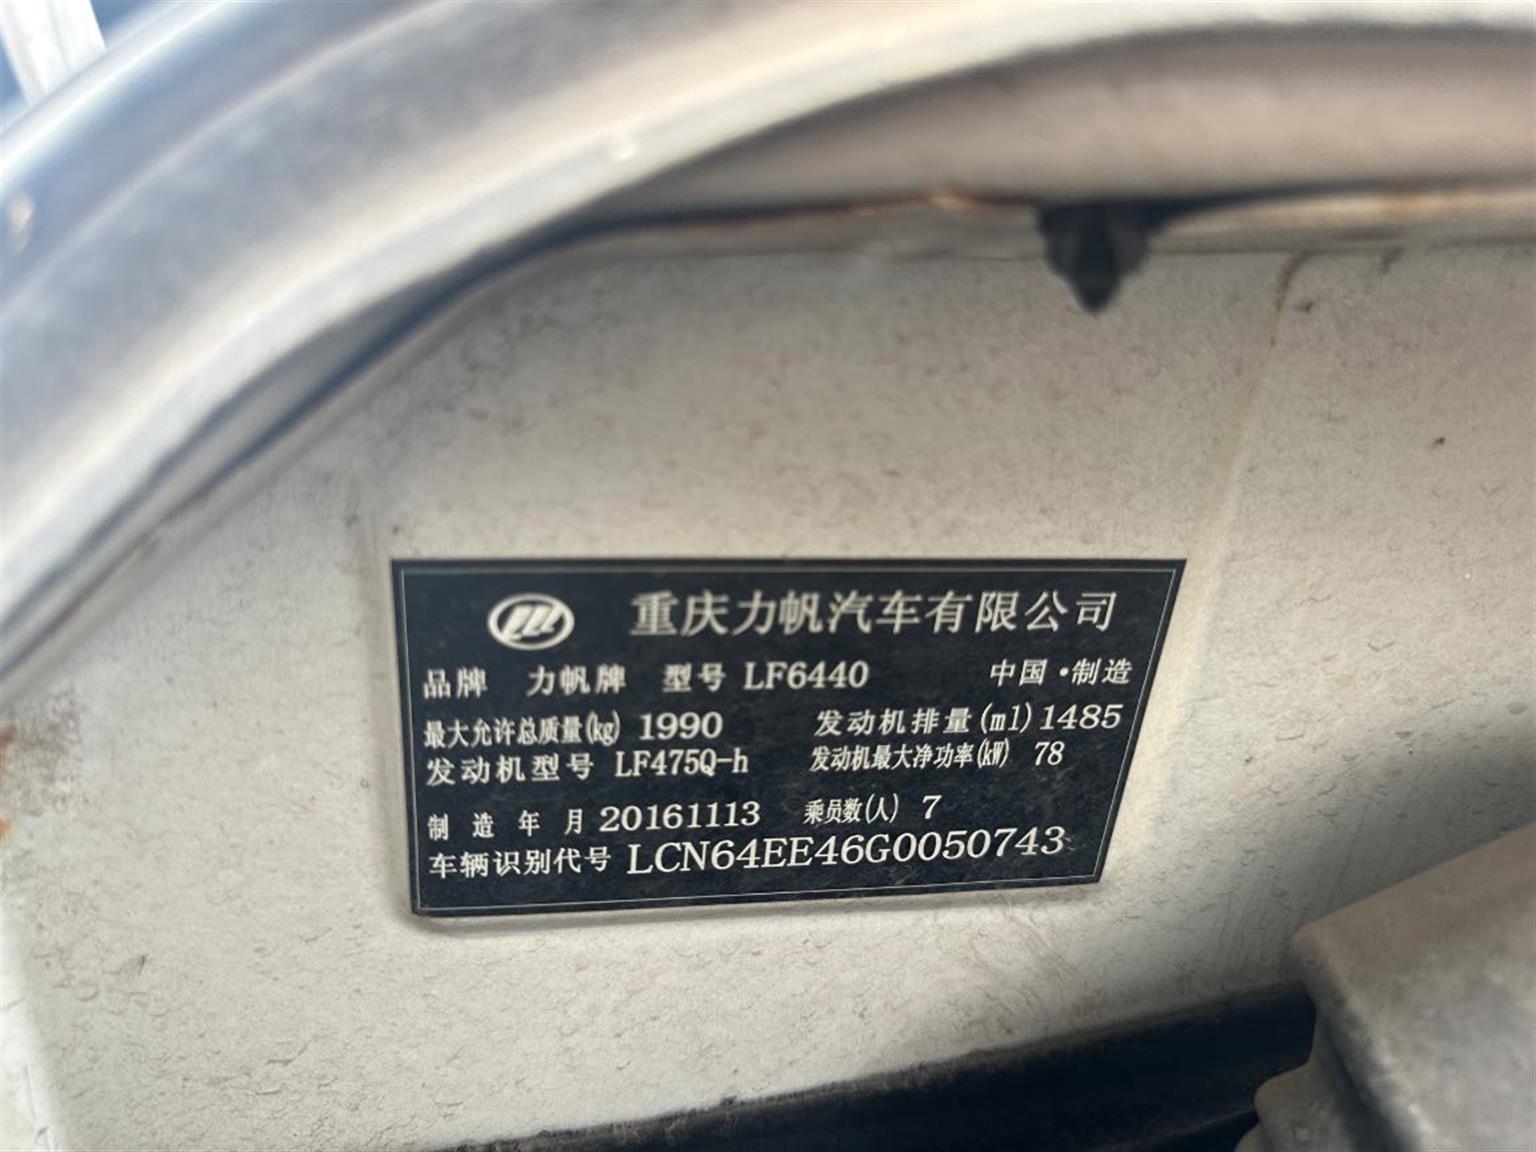 重庆力帆汽车有限公司
品牌 力帆牌 型号 LF6440 中国·制造
最大允许总质量(kg) 1990 发动机排量(ml) 1485
发动机型号 LF475Q-h 发动机最大净功率(kW) 78
制造年月 20161113 乘员数(人) 7
车辆识别代号 LCN64EE46G0050743